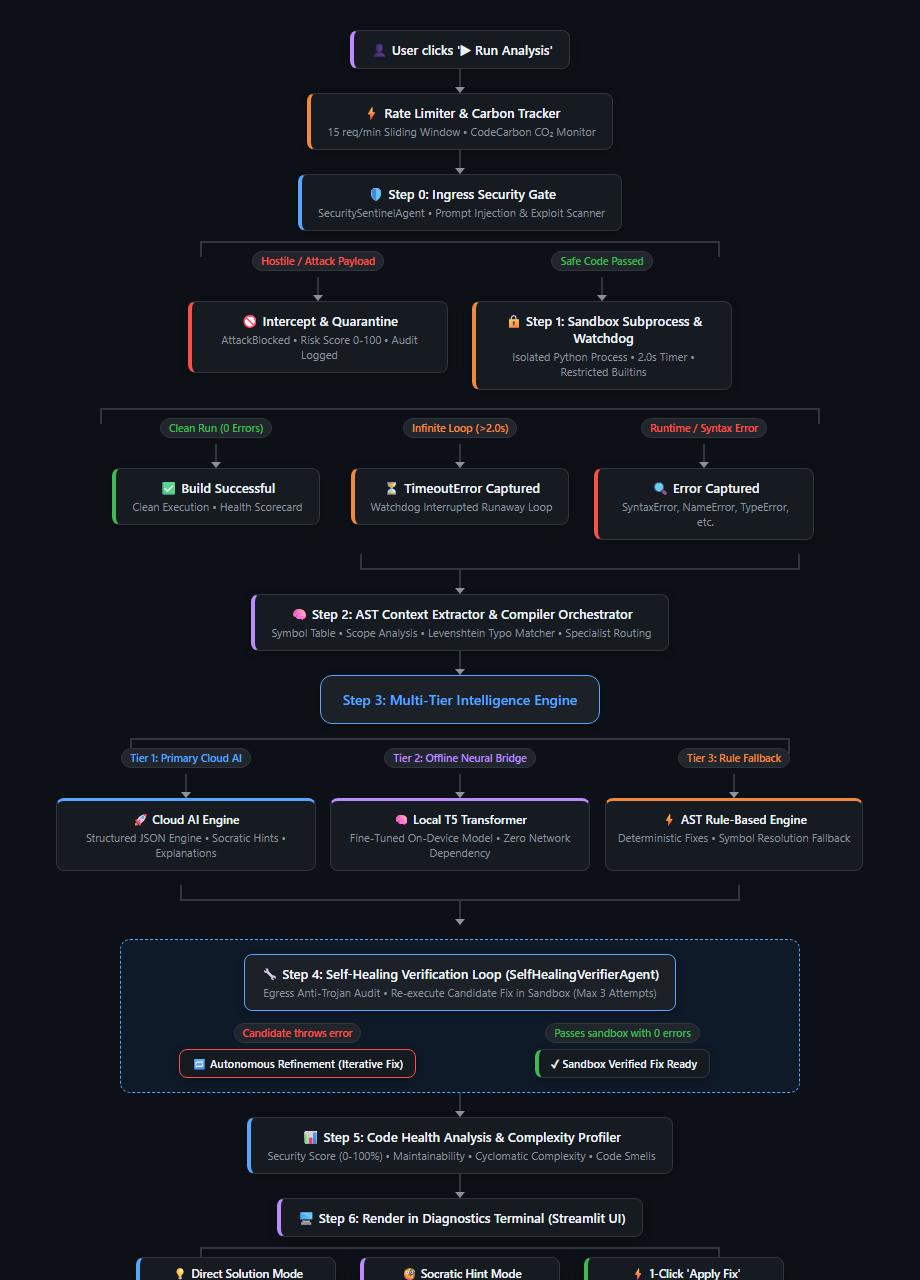 👤 User clicks '▶ Run Analysis'
⚡ Rate Limiter & Carbon Tracker
15 req/min Sliding Window • CodeCarbon CO₂ Monitor
🛡️ Step 0: Ingress Security Gate
SecuritySentinelAgent • Prompt Injection & Exploit Scanner
Hostile / Attack Payload
Safe Code Passed
🚫 Intercept & Quarantine
AttackBlocked • Risk Score 0-100 • Audit
Logged
🔒 Step 1: Sandbox Subprocess &
Watchdog
Isolated Python Process • 2.0s Timer •
Restricted Builtins
Clean Run (0 Errors)
Infinite Loop (>2.0s)
Runtime / Syntax Error
✅ Build Successful
Clean Execution • Health Scorecard
⏳ TimeoutError Captured
Watchdog Interrupted Runaway Loop
🔍 Error Captured
SyntaxError, NameError, TypeError,
etc.
🧠 Step 2: AST Context Extractor & Compiler Orchestrator
Symbol Table • Scope Analysis • Levenshtein Typo Matcher • Specialist Routing
Step 3: Multi-Tier Intelligence Engine
Tier 1: Primary Cloud AI
Tier 2: Offline Neural Bridge
Tier 3: Rule Fallback
🚀 Cloud AI Engine
Structured JSON Engine • Socratic Hints •
Explanations
🧠 Local T5 Transformer
Fine-Tuned On-Device Model • Zero Network
Dependency
⚡ AST Rule-Based Engine
Deterministic Fixes • Symbol Resolution Fallback
🔧 Step 4: Self-Healing Verification Loop (SelfHealingVerifierAgent)
Egress Anti-Trojan Audit • Re-execute Candidate Fix in Sandbox (Max 3 Attempts)
Candidate throws error
Passes sandbox with 0 errors
🔁 Autonomous Refinement (Iterative Fix)
✔ Sandbox Verified Fix Ready
📊 Step 5: Code Health Analysis & Complexity Profiler
Security Score (0-100%) • Maintainability • Cyclomatic Complexity • Code Smells
🖥️ Step 6: Render in Diagnostics Terminal (Streamlit UI)
💡 Direct Solution Mode
🧐 Socratic Hint Mode
⚡ 1-Click 'Apply Fix'